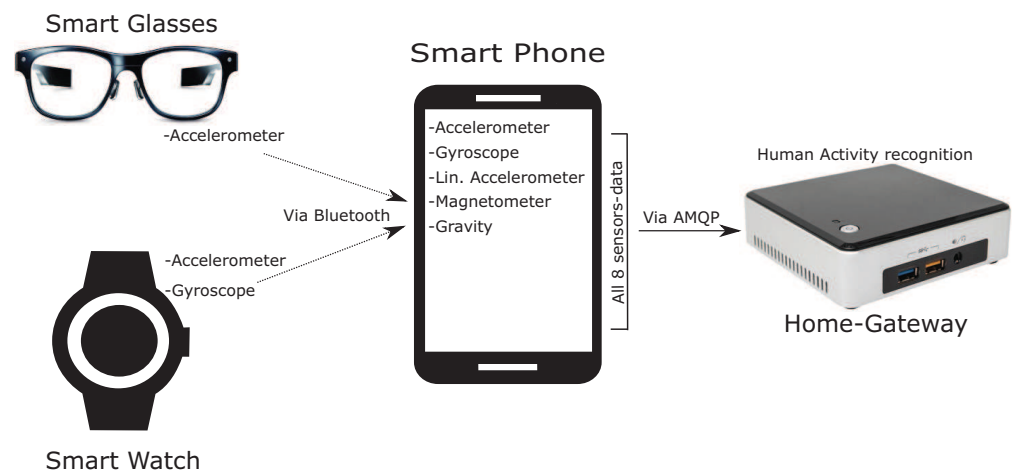 Smart Glasses
-Accelerometer
Smart Phone
-Accelerometer
-Gyroscope
-Lin. Accelerometer
-Magnetometer
-Gravity
Via Bluetooth
-Accelerometer
-Gyroscope
Smart Watch
All 8 sensors-data
Via AMQP
Human Activity recognition
Home-Gateway